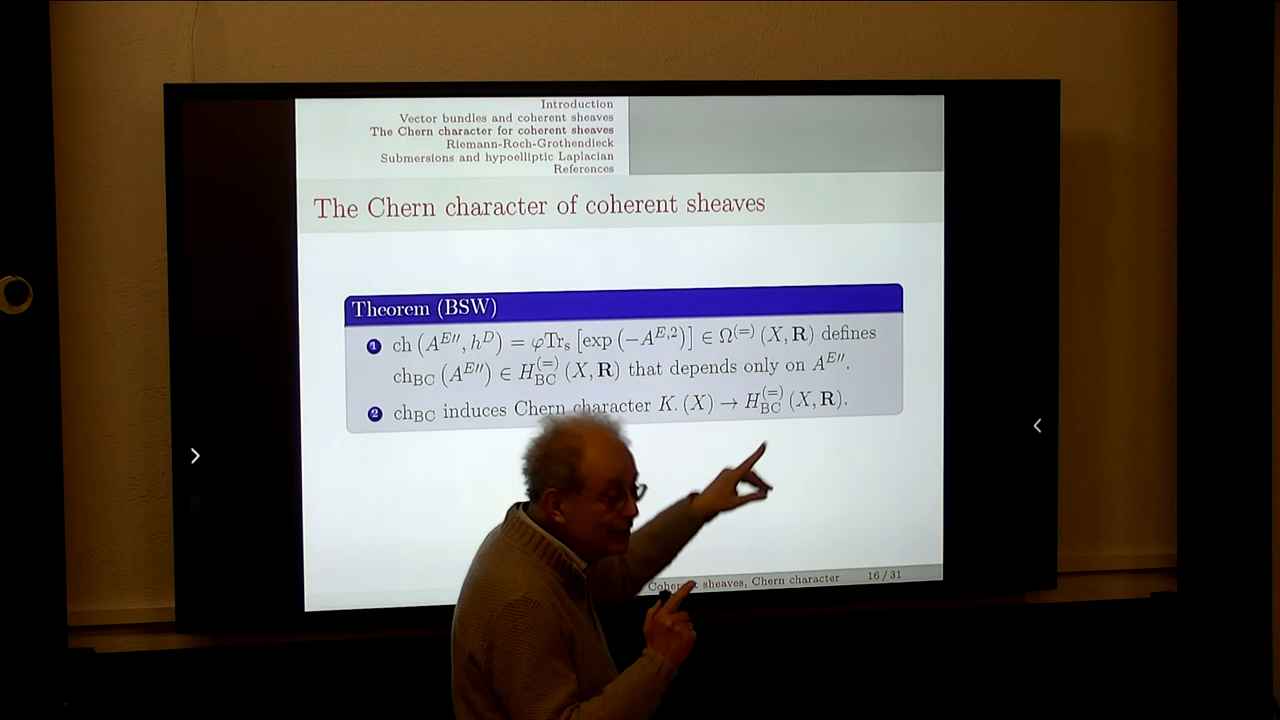 Introduction
Vector bundles and coherent sheaves
The Chern character for coherent sheaves
Riemann-Roch-Grothendieck
Submersions and hypoelliptic Laplacian
References
The Chern character of coherent sheaves
Theorem (BSW)
1 ch (A^{E″}, h^D) = φTr_s [exp (−A^{E,2})] ∈ Ω^{(=)} (X, R) defines
ch_BC (A^{E″}) ∈ H_BC^{(=)} (X, R) that depends only on A^{E″}.
2 ch_BC induces Chern character K. (X) → H_BC^{(=)} (X, R).
Coherent sheaves, Chern character 16 / 31